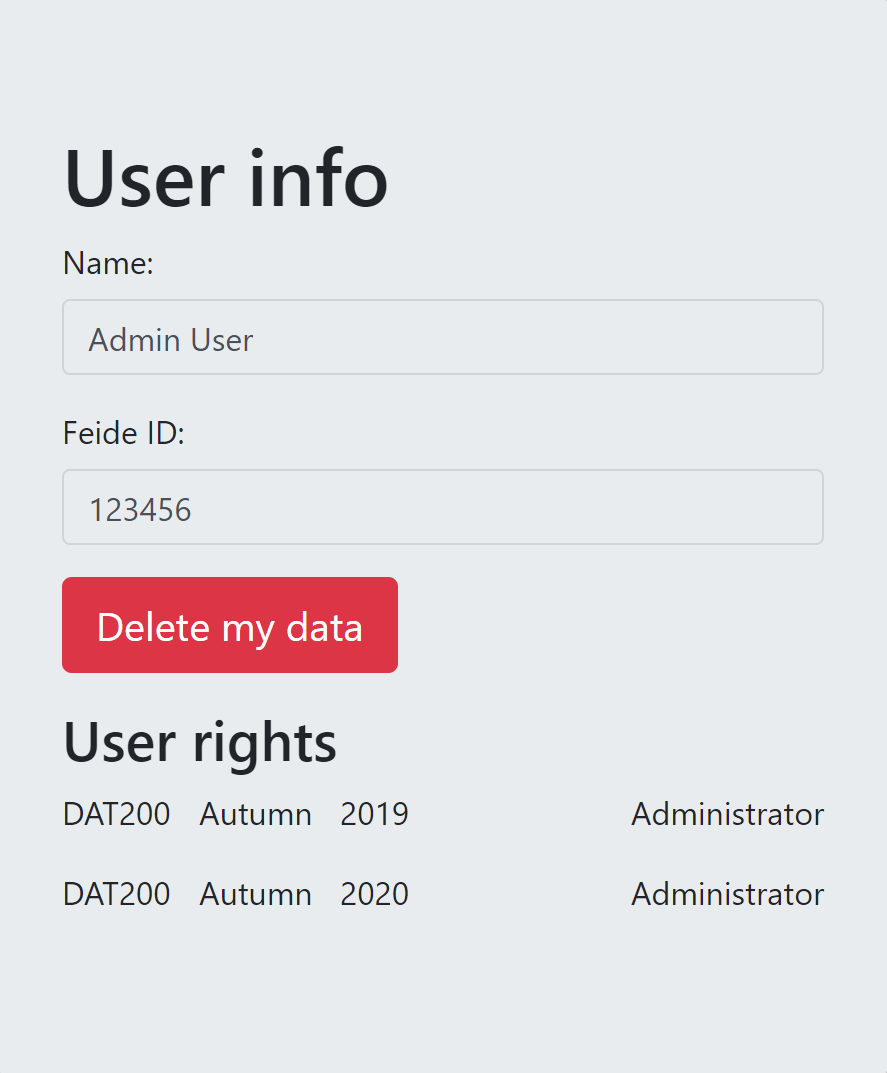 User info
Name:
Admin User
Feide ID:
123456
Delete my data
User rights
DAT200 Autumn 2019 Administrator
DAT200 Autumn 2020 Administrator